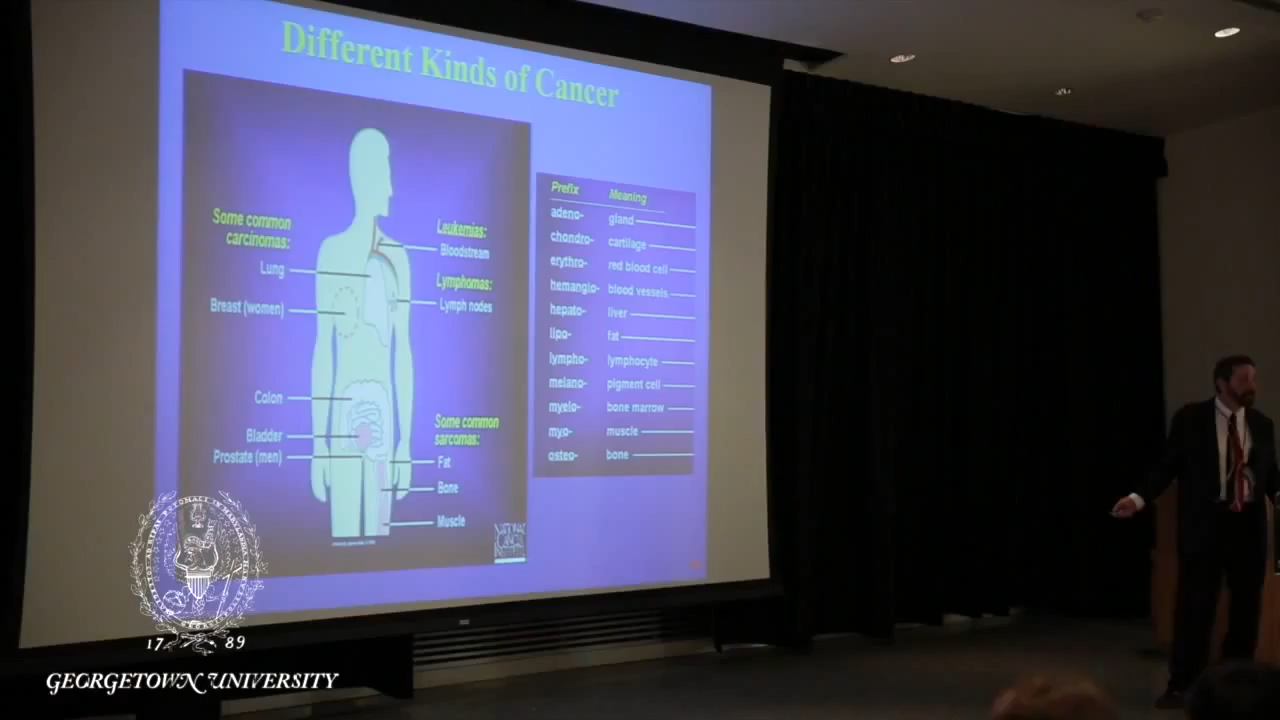 Different Kinds of Cancer
Some common
carcinomas:
Lung
Breast (women)
Colon
Bladder
Prostate (men)
Leukemias:
Bloodstream
Lymphomas:
Lymph nodes
Some common
sarcomas:
Fat
Bone
Muscle
NATIONAL
CANCER
INSTITUTE
Prefix Meaning
adeno- gland
chondro- cartilage
erythro- red blood cell
hemangio- blood vessels
hepato- liver
lipo- fat
lympho- lymphocyte
melano- pigment cell
myelo- bone marrow
myo- muscle
osteo- bone
17 89
GEORGETOWN UNIVERSITY